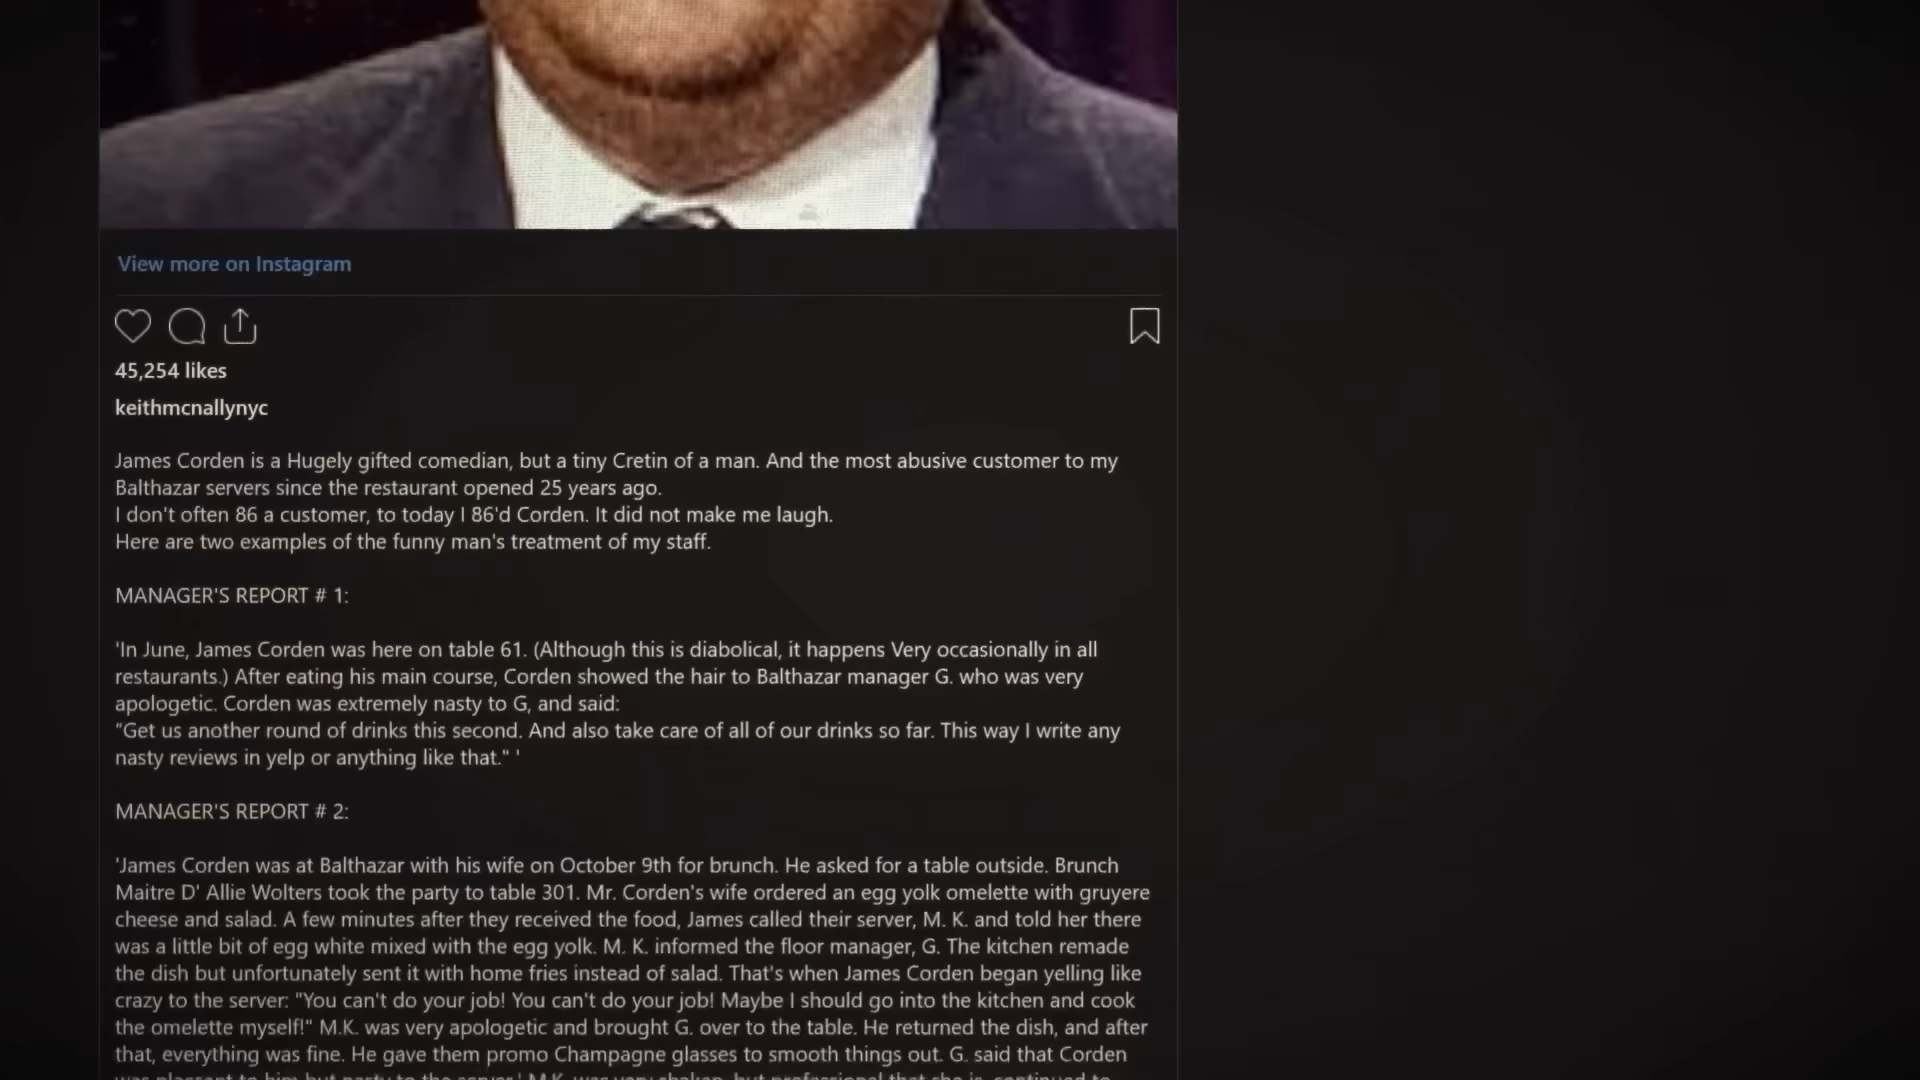 View more on Instagram
45,254 likes
keithmcnallynyc
James Corden is a Hugely gifted comedian, but a tiny Cretin of a man. And the most abusive customer to my
Balthazar servers since the restaurant opened 25 years ago.
I don't often 86 a customer, to today I 86'd Corden. It did not make me laugh.
Here are two examples of the funny man's treatment of my staff.
MANAGER'S REPORT # 1:
'In June, James Corden was here on table 61. (Although this is diabolical, it happens Very occasionally in all
restaurants.) After eating his main course, Corden showed the hair to Balthazar manager G. who was very
apologetic. Corden was extremely nasty to G, and said:
“Get us another round of drinks this second. And also take care of all of our drinks so far. This way I write any
nasty reviews in yelp or anything like that." '
MANAGER'S REPORT # 2:
'James Corden was at Balthazar with his wife on October 9th for brunch. He asked for a table outside. Brunch
Maitre D' Allie Wolters took the party to table 301. Mr. Corden's wife ordered an egg yolk omelette with gruyere
cheese and salad. A few minutes after they received the food, James called their server, M. K. and told her there
was a little bit of egg white mixed with the egg yolk. M. K. informed the floor manager, G. The kitchen remade
the dish but unfortunately sent it with home fries instead of salad. That's when James Corden began yelling like
crazy to the server: "You can't do your job! You can't do your job! Maybe I should go into the kitchen and cook
the omelette myself!" M.K. was very apologetic and brought G. over to the table. He returned the dish, and after
that, everything was fine. He gave them promo Champagne glasses to smooth things out. G. said that Corden